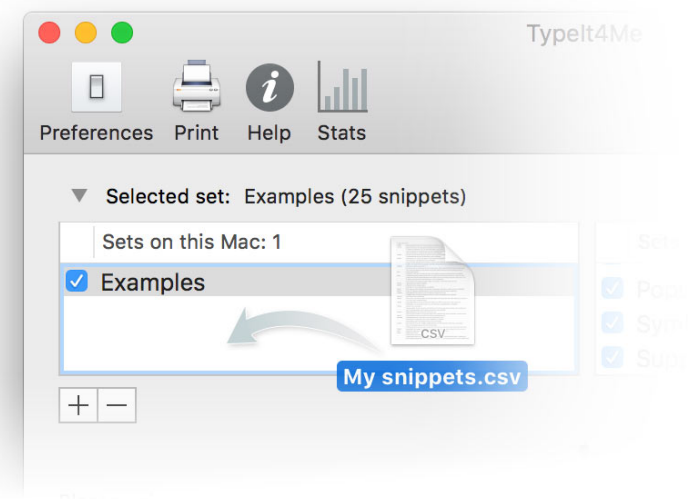 TypeIt4Me
Preferences Print Help Stats
Selected set: Examples (25 snippets)
Sets on this Mac: 1
Examples
CSV
My snippets.csv